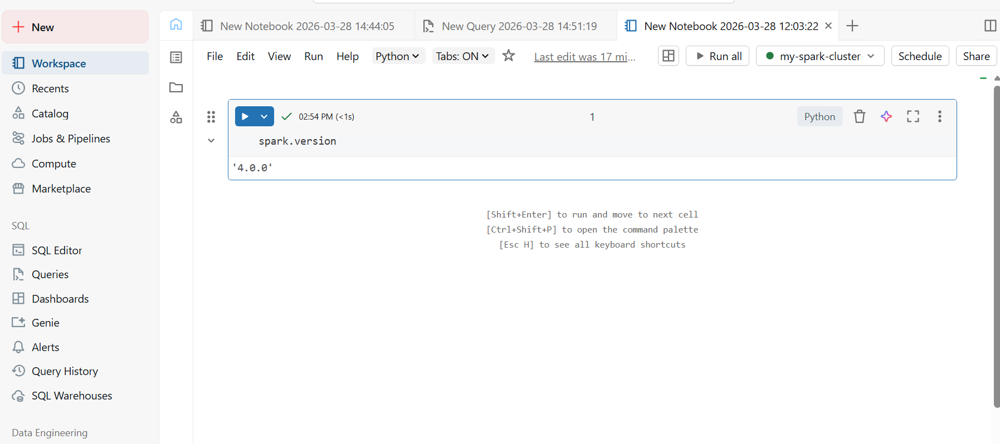 New
Workspace
Recents
Catalog
Jobs & Pipelines
Compute
Marketplace
SQL
SQL Editor
Queries
Dashboards
Genie
Alerts
Query History
SQL Warehouses
Data Engineering
New Notebook 2026-03-28 14:44:05
New Query 2026-03-28 14:51:19
New Notebook 2026-03-28 12:03:22
File Edit View Run Help Python Tabs: ON Last edit was 17 mi... Run all my-spark-cluster Schedule Share
02:54 PM (<1s) 1 Python
spark.version
'4.0.0'
[Shift+Enter] to run and move to next cell
[Ctrl+Shift+P] to open the command palette
[Esc H] to see all keyboard shortcuts